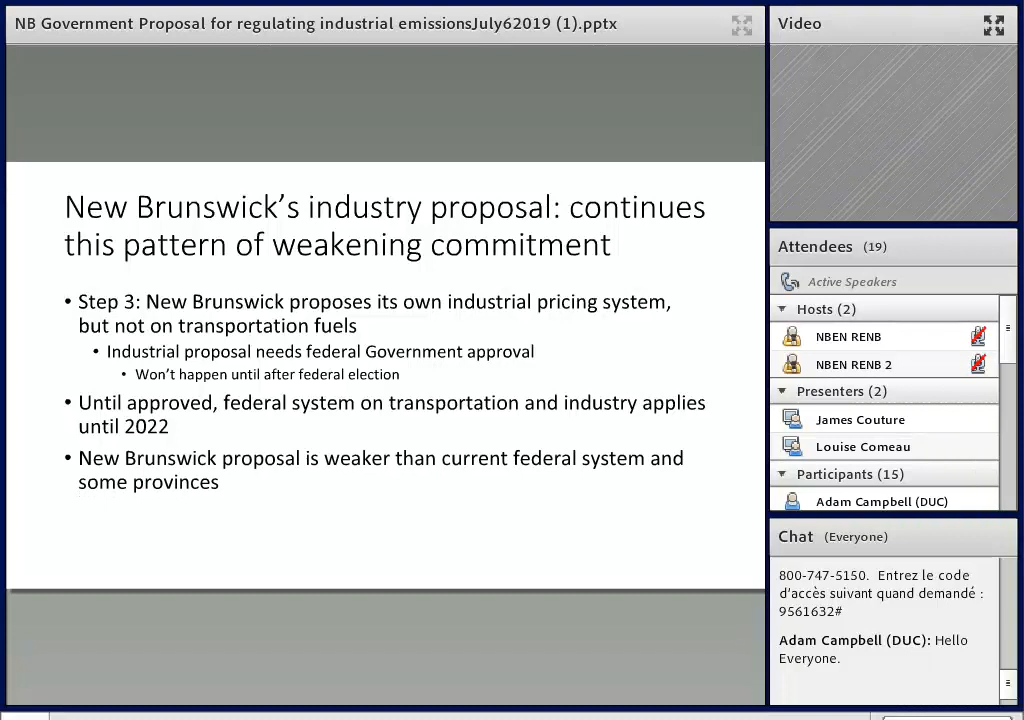 NB Government Proposal for regulating industrial emissionsJuly62019 (1).pptx
New Brunswick’s industry proposal: continues
this pattern of weakening commitment
• Step 3: New Brunswick proposes its own industrial pricing system,
but not on transportation fuels
• Industrial proposal needs federal Government approval
• Won’t happen until after federal election
• Until approved, federal system on transportation and industry applies
until 2022
• New Brunswick proposal is weaker than current federal system and
some provinces
Video
Attendees (19)
Active Speakers
Hosts (2)
NBEN RENB
NBEN RENB 2
Presenters (2)
James Couture
Louise Comeau
Participants (15)
Adam Campbell (DUC)
Chat (Everyone)
800-747-5150. Entrez le code
d’accès suivant quand demandé :
9561632#
Adam Campbell (DUC): Hello
Everyone.